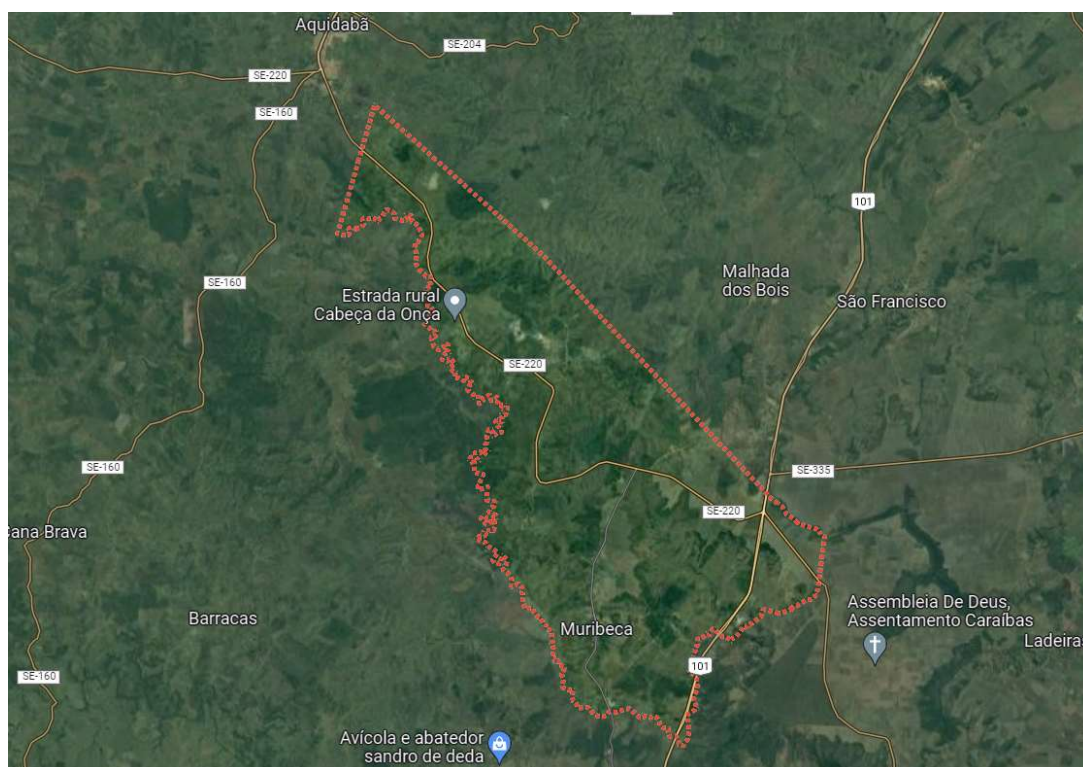 Aquidabã
SE-204
SE-220
SE-160
101
SE-160
Malhada
dos Bois
São Francisco
Estrada rural
Cabeça da Onça
SE-220
SE-160
SE-335
SE-220
Cana Brava
Assembleia De Deus,
Assentamento Caraíbas
Barracas
Muribeca
Ladeiras
101
SE-160
Avícola e abatedor
sandro de deda